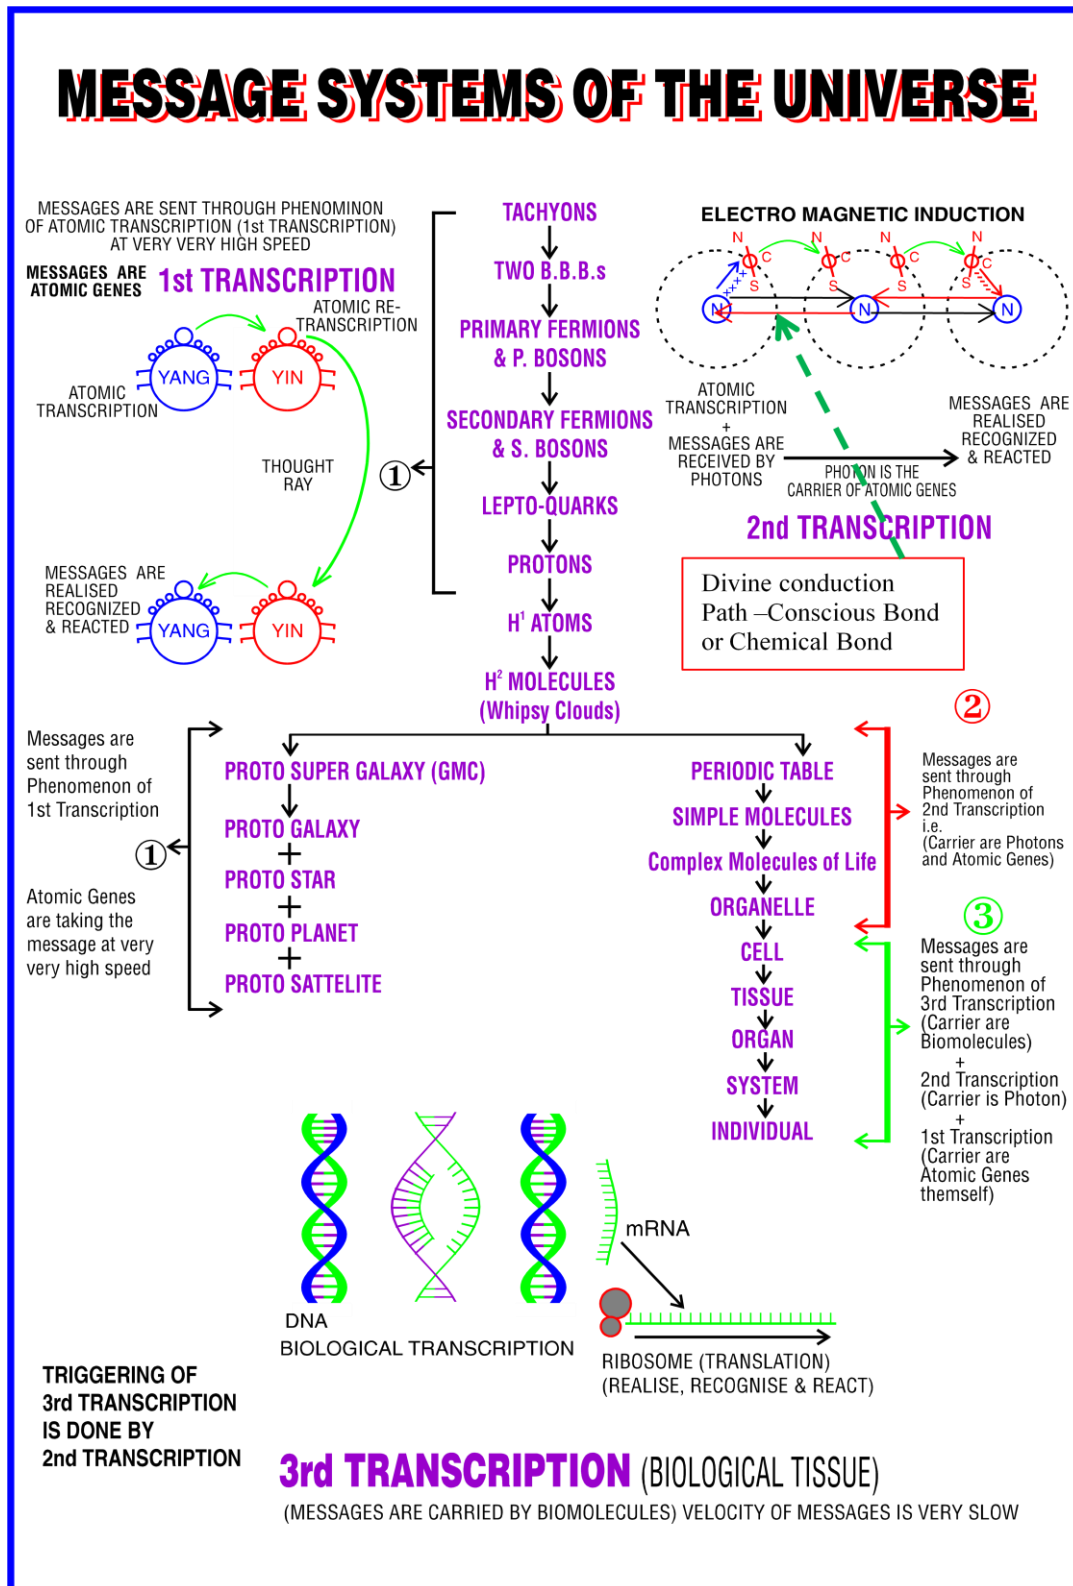 MESSAGE SYSTEMS OF THE UNIVERSE
MESSAGES ARE SENT THROUGH PHENOMINON
OF ATOMIC TRANSCRIPTION (1st TRANSCRIPTION)
AT VERY VERY HIGH SPEED
MESSAGES ARE
ATOMIC GENES
1st TRANSCRIPTION
ATOMIC RE-
TRANSCRIPTION
YANG
YIN
ATOMIC
TRANSCRIPTION
THOUGHT
RAY
MESSAGES ARE
REALISED
RECOGNIZED
& REACTED
YANG
YIN
1
TACHYONS
TWO B.B.B.s
PRIMARY FERMIONS
& P. BOSONS
SECONDARY FERMIONS
& S. BOSONS
LEPTO-QUARKS
PROTONS
H¹ ATOMS
H² MOLECULES
(Whipsy Clouds)
ELECTRO MAGNETIC INDUCTION
N N N N
C C C C
S S S S
N N N
ATOMIC
TRANSCRIPTION
+
MESSAGES ARE
RECEIVED BY
PHOTONS
MESSAGES ARE
REALISED
RECOGNIZED
& REACTED
PHOTON IS THE
CARRIER OF ATOMIC GENES
2nd TRANSCRIPTION
Divine conduction
Path –Conscious Bond
or Chemical Bond
Messages are
sent through
Phenomenon of
1st Transcription
1
Atomic Genes
are taking the
message at very
very high speed
PROTO SUPER GALAXY (GMC)
PROTO GALAXY
+
PROTO STAR
+
PROTO PLANET
+
PROTO SATTELITE
PERIODIC TABLE
SIMPLE MOLECULES
Complex Molecules of Life
ORGANELLE
CELL
TISSUE
ORGAN
SYSTEM
INDIVIDUAL
2
Messages are
sent through
Phenomenon of
2nd Transcription
i.e.
(Carrier are Photons
and Atomic Genes)
3
Messages are
sent through
Phenomenon of
3rd Transcription
(Carrier are
Biomolecules)
+
2nd Transcription
(Carrier is Photon)
+
1st Transcription
(Carrier are
Atomic Genes
themself)
mRNA
DNA
BIOLOGICAL TRANSCRIPTION
RIBOSOME (TRANSLATION)
(REALISE, RECOGNISE & REACT)
TRIGGERING OF
3rd TRANSCRIPTION
IS DONE BY
2nd TRANSCRIPTION
3rd TRANSCRIPTION (BIOLOGICAL TISSUE)
(MESSAGES ARE CARRIED BY BIOMOLECULES) VELOCITY OF MESSAGES IS VERY SLOW